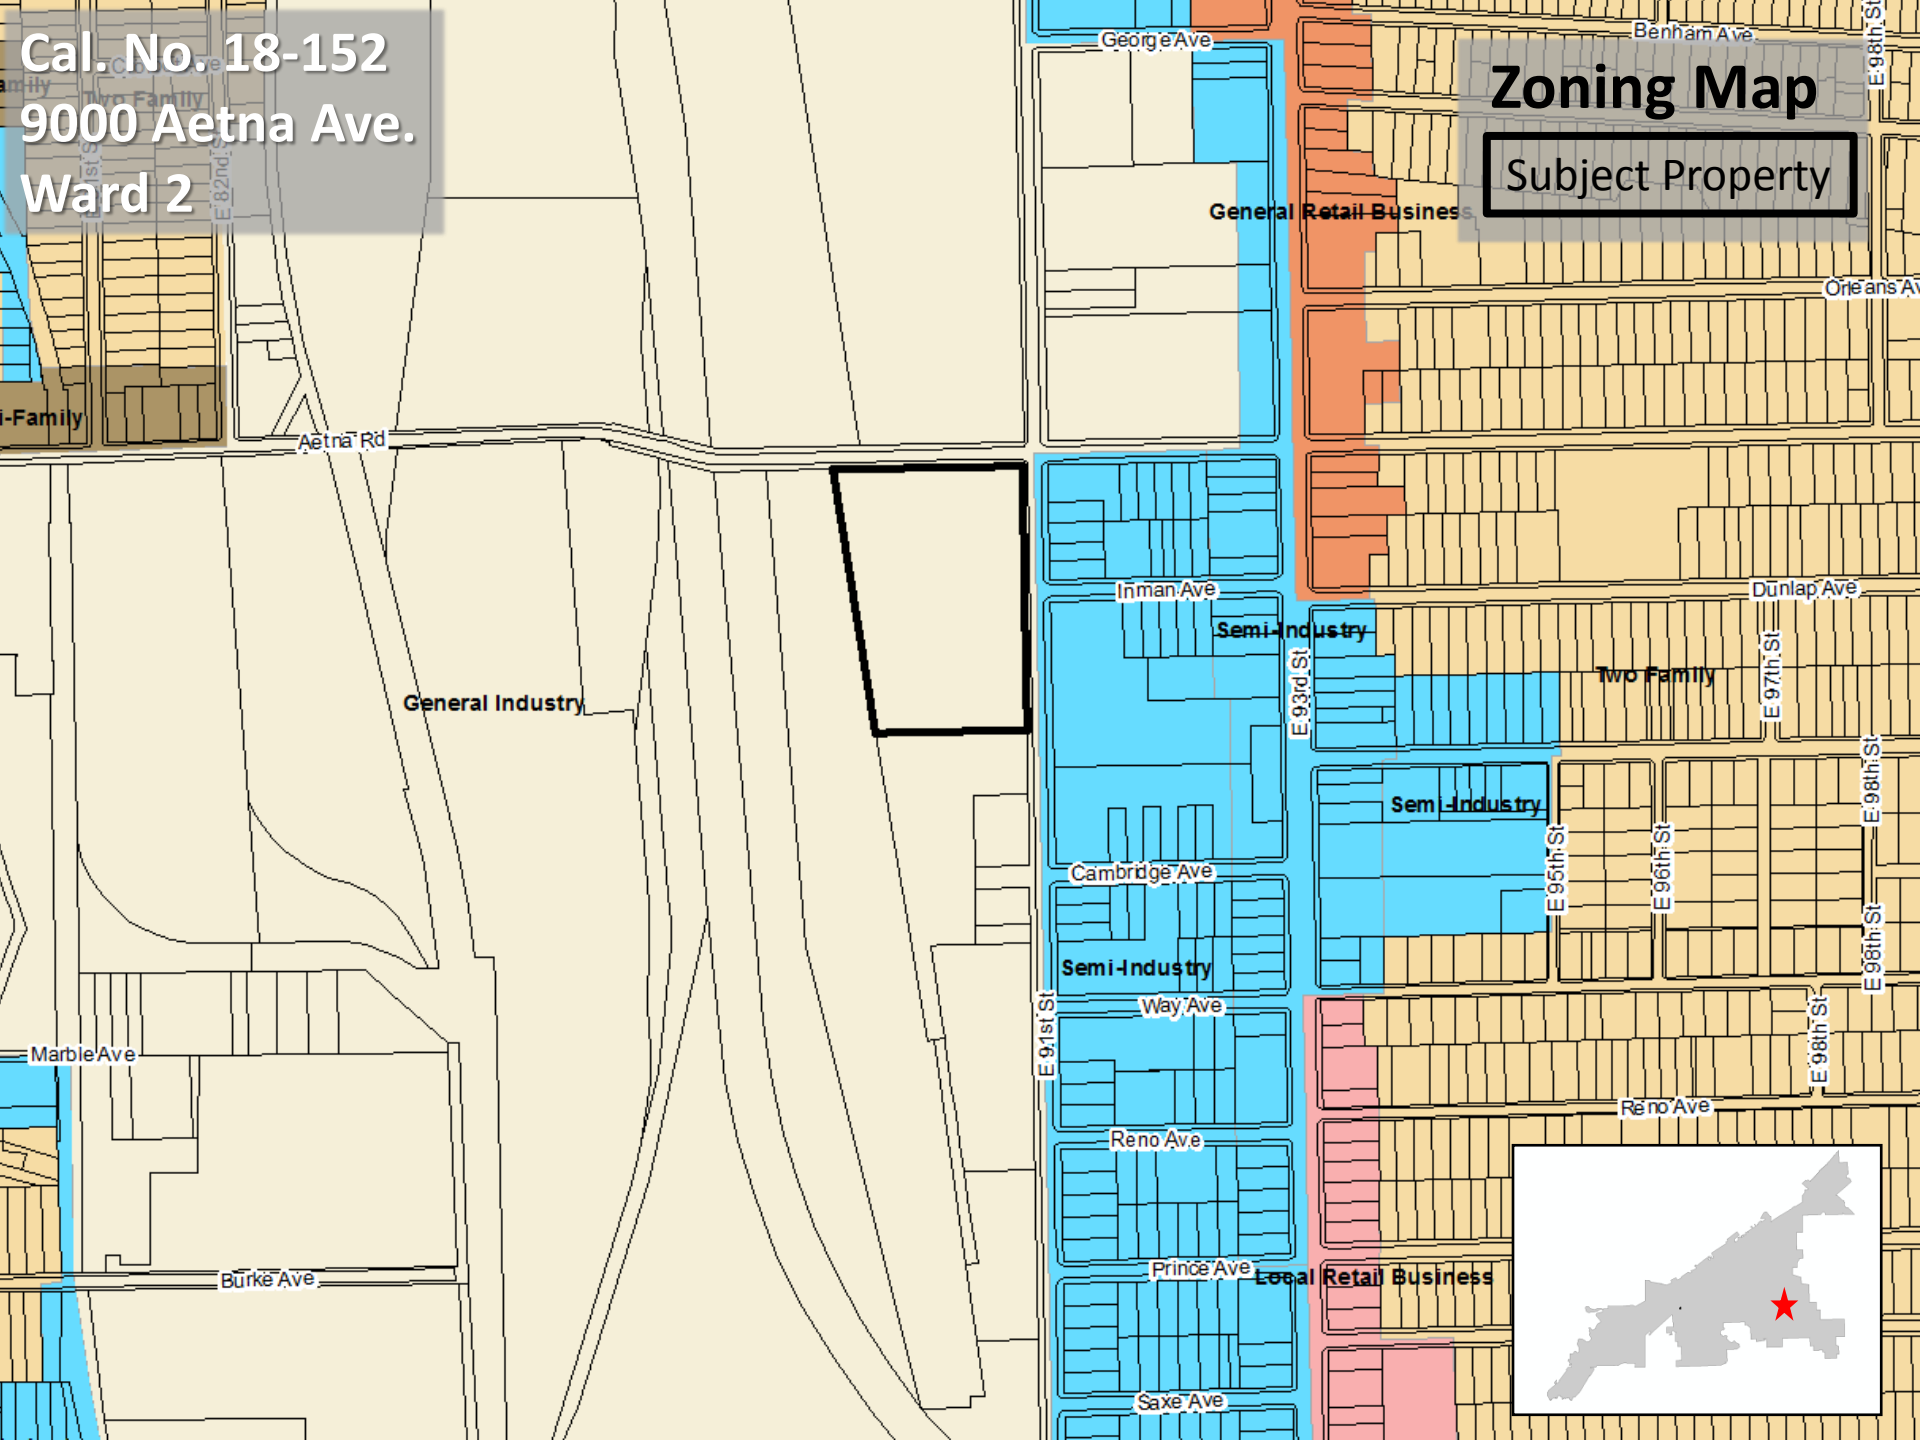 Cal. No. 18-152
9000 Aetna Ave.
Ward 2
Zoning Map
Subject Property
George Ave
Benham Ave
E 98th St
Two Family
E 82nd St
General Retail Business
Orleans Av
i-Family
Aetna Rd
Inman Ave
Dunlap Ave
Semi-Industry
E 93rd St
E 97th St
Two Family
General Industry
Semi-Industry
E 98th St
E 95th St
E 96th St
Cambridge Ave
E 98th St
Semi-Industry
Way Ave
E 91st St
E 98th St
Marble Ave
Reno Ave
Reno Ave
Prince Ave
Local Retail Business
Burke Ave
Saxe Ave